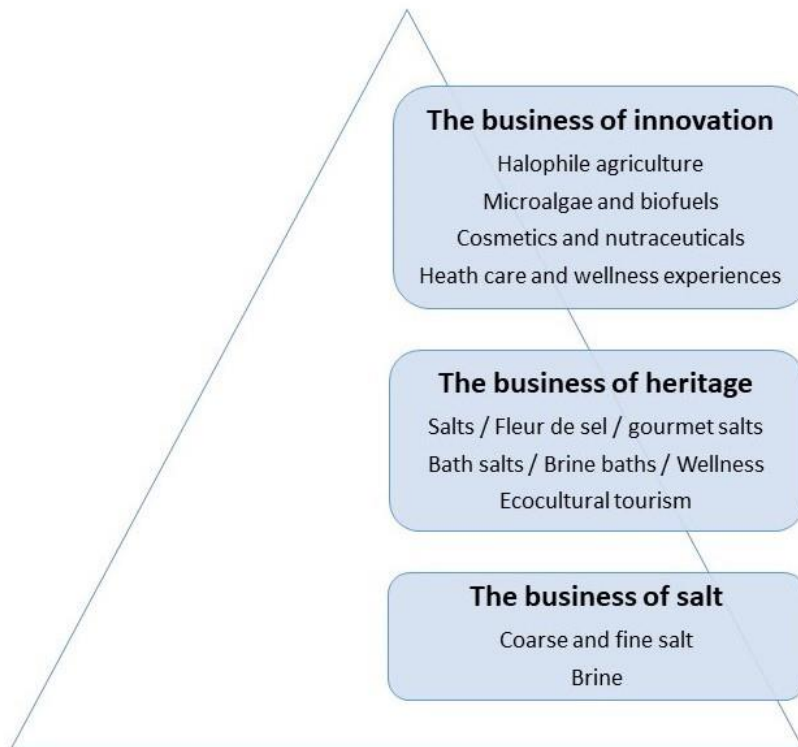 The business of innovation
Halophile agriculture
Microalgae and biofuels
Cosmetics and nutraceuticals
Heath care and wellness experiences
The business of heritage
Salts / Fleur de sel / gourmet salts
Bath salts / Brine baths / Wellness
Ecocultural tourism
The business of salt
Coarse and fine salt
Brine